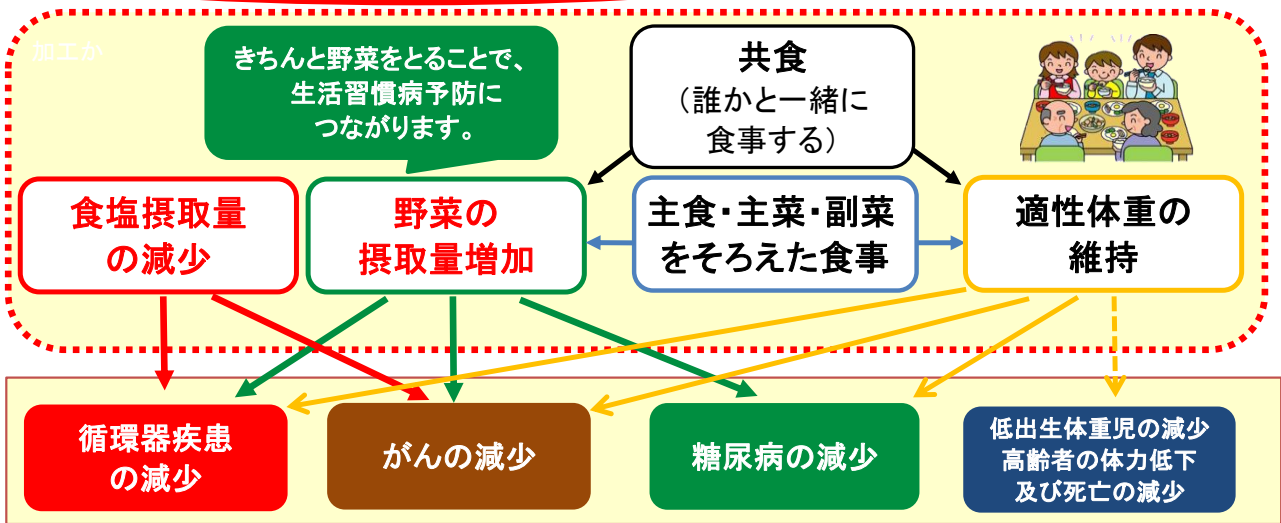 加工か
きちんと野菜をとることで、
生活習慣病予防に
つながります。
共食
（誰かと一緒に
食事する）
食塩摂取量
の減少
野菜の
摂取量増加
主食・主菜・副菜
をそろえた食事
適性体重の
維持
循環器疾患
の減少
がんの減少
糖尿病の減少
低出生体重児の減少
高齢者の体力低下
及び死亡の減少